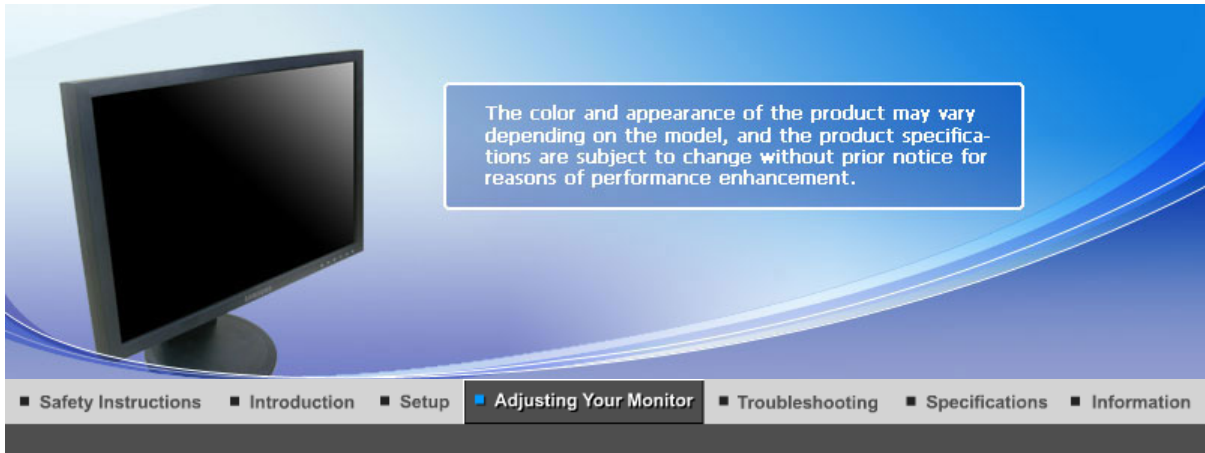 The color and appearance of the product may vary
depending on the model, and the product specifica-
tions are subject to change without prior notice for
reasons of performance enhancement.
Safety Instructions Introduction Setup Adjusting Your Monitor Troubleshooting Specifications Information